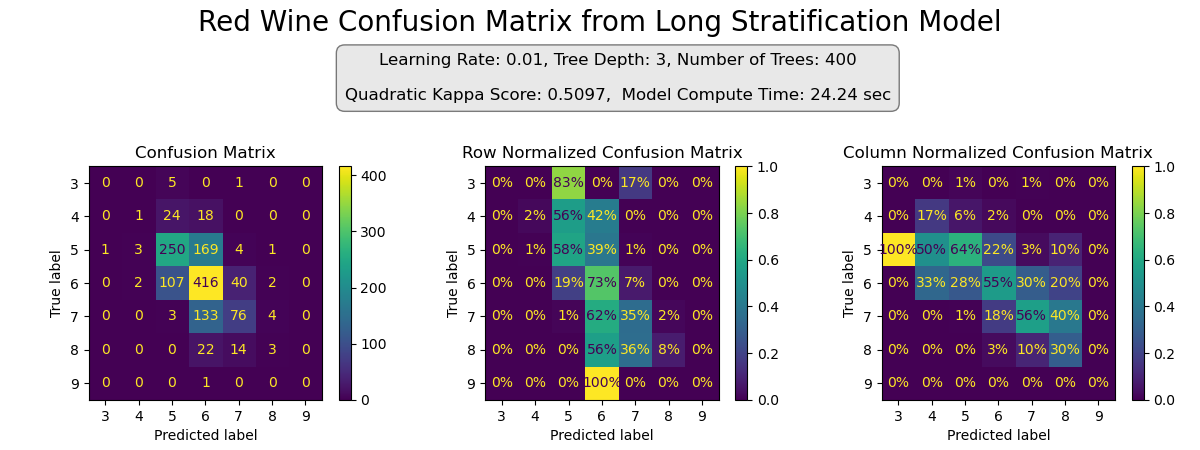 Red Wine Confusion Matrix from Long Stratification Model
Learning Rate: 0.01, Tree Depth: 3, Number of Trees: 400
Quadratic Kappa Score: 0.5097,  Model Compute Time: 24.24 sec
Confusion Matrix
True label
3 0 0 5 0 1 0 0
4 0 1 24 18 0 0 0
5 1 3 250 169 4 1 0
6 0 2 107 416 40 2 0
7 0 0 3 133 76 4 0
8 0 0 0 22 14 3 0
9 0 0 0 1 0 0 0
3 4 5 6 7 8 9
Predicted label
400
300
200
100
0
Row Normalized Confusion Matrix
True label
3 0% 0% 83% 0% 17% 0% 0%
4 0% 2% 56% 42% 0% 0% 0%
5 0% 1% 58% 39% 1% 0% 0%
6 0% 0% 19% 73% 7% 0% 0%
7 0% 0% 1% 62% 35% 2% 0%
8 0% 0% 0% 56% 36% 8% 0%
9 0% 0% 0% 100% 0% 0% 0%
3 4 5 6 7 8 9
Predicted label
1.0
0.8
0.6
0.4
0.2
0.0
Column Normalized Confusion Matrix
True label
3 0% 0% 1% 0% 1% 0% 0%
4 0% 17% 6% 2% 0% 0% 0%
5 100% 50% 64% 22% 3% 10% 0%
6 0% 33% 28% 55% 30% 20% 0%
7 0% 0% 1% 18% 56% 40% 0%
8 0% 0% 0% 3% 10% 30% 0%
9 0% 0% 0% 0% 0% 0% 0%
3 4 5 6 7 8 9
Predicted label
1.0
0.8
0.6
0.4
0.2
0.0